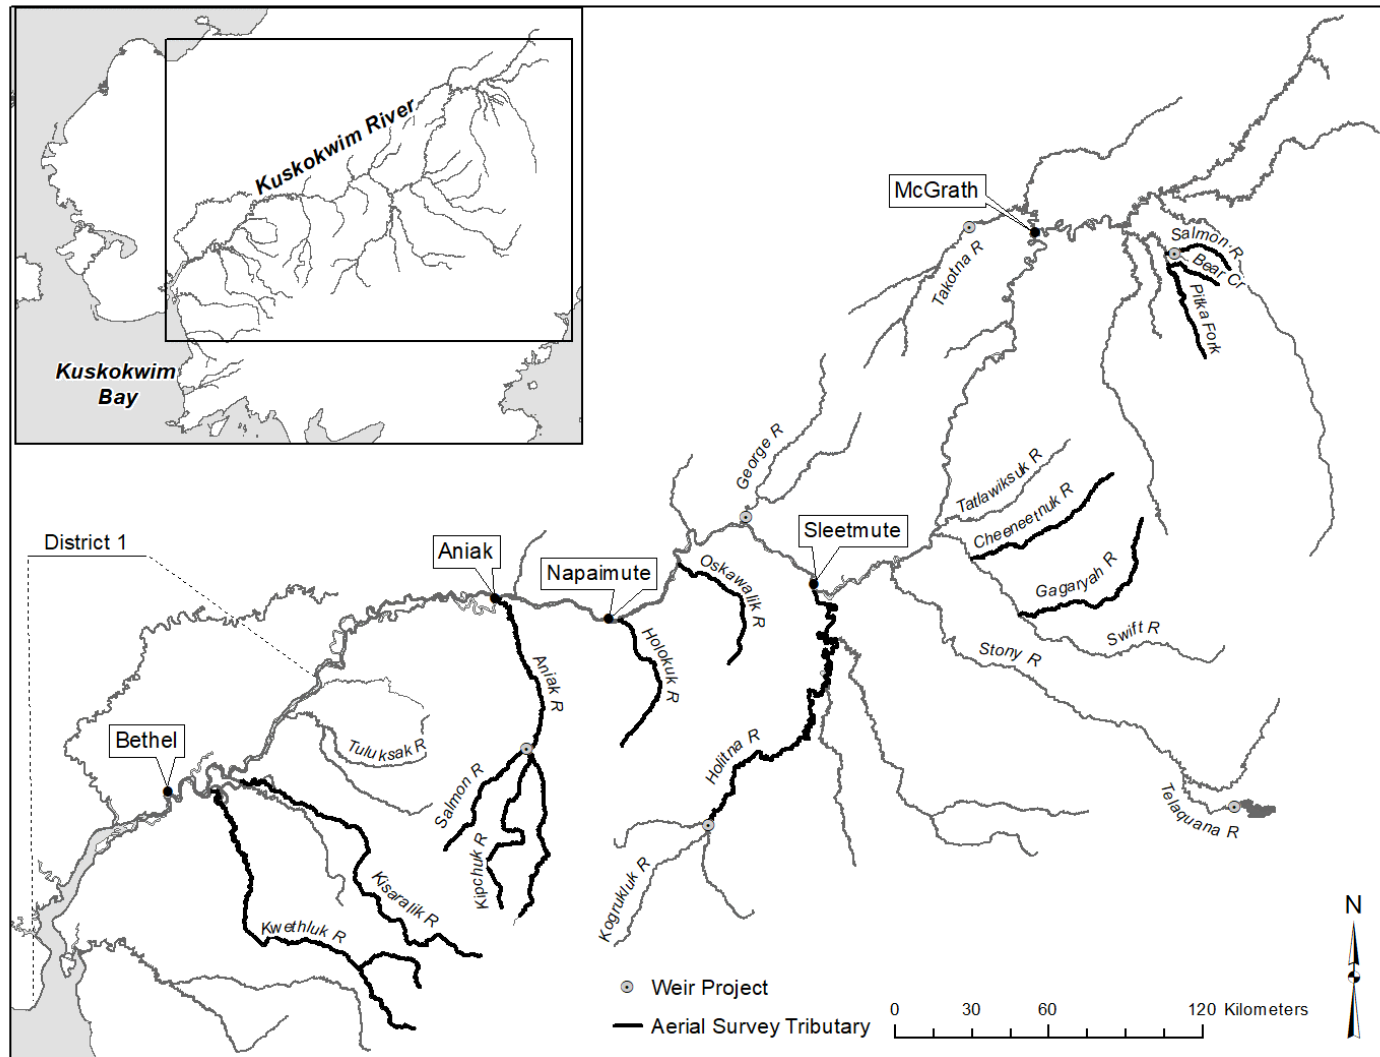 Kuskokwim River
Kuskokwim
Bay
McGrath
Takotna R
Salmon R
Bear Cr
Pitka Fork
George R
Tatlawiksuk R
Cheeneetnuk R
Sleetmute
District 1
Aniak
Napaimute
Oskawalik R
Gagaryah R
Swift R
Stony R
Holokuk R
Aniak R
Bethel
Tuluksak R
Holitna R
Salmon R
Telaquana R
Kipchuk R
Kisaralik R
Kogrukluk R
Kwethluk R
N
Weir Project
Aerial Survey Tributary
0 30 60 120 Kilometers